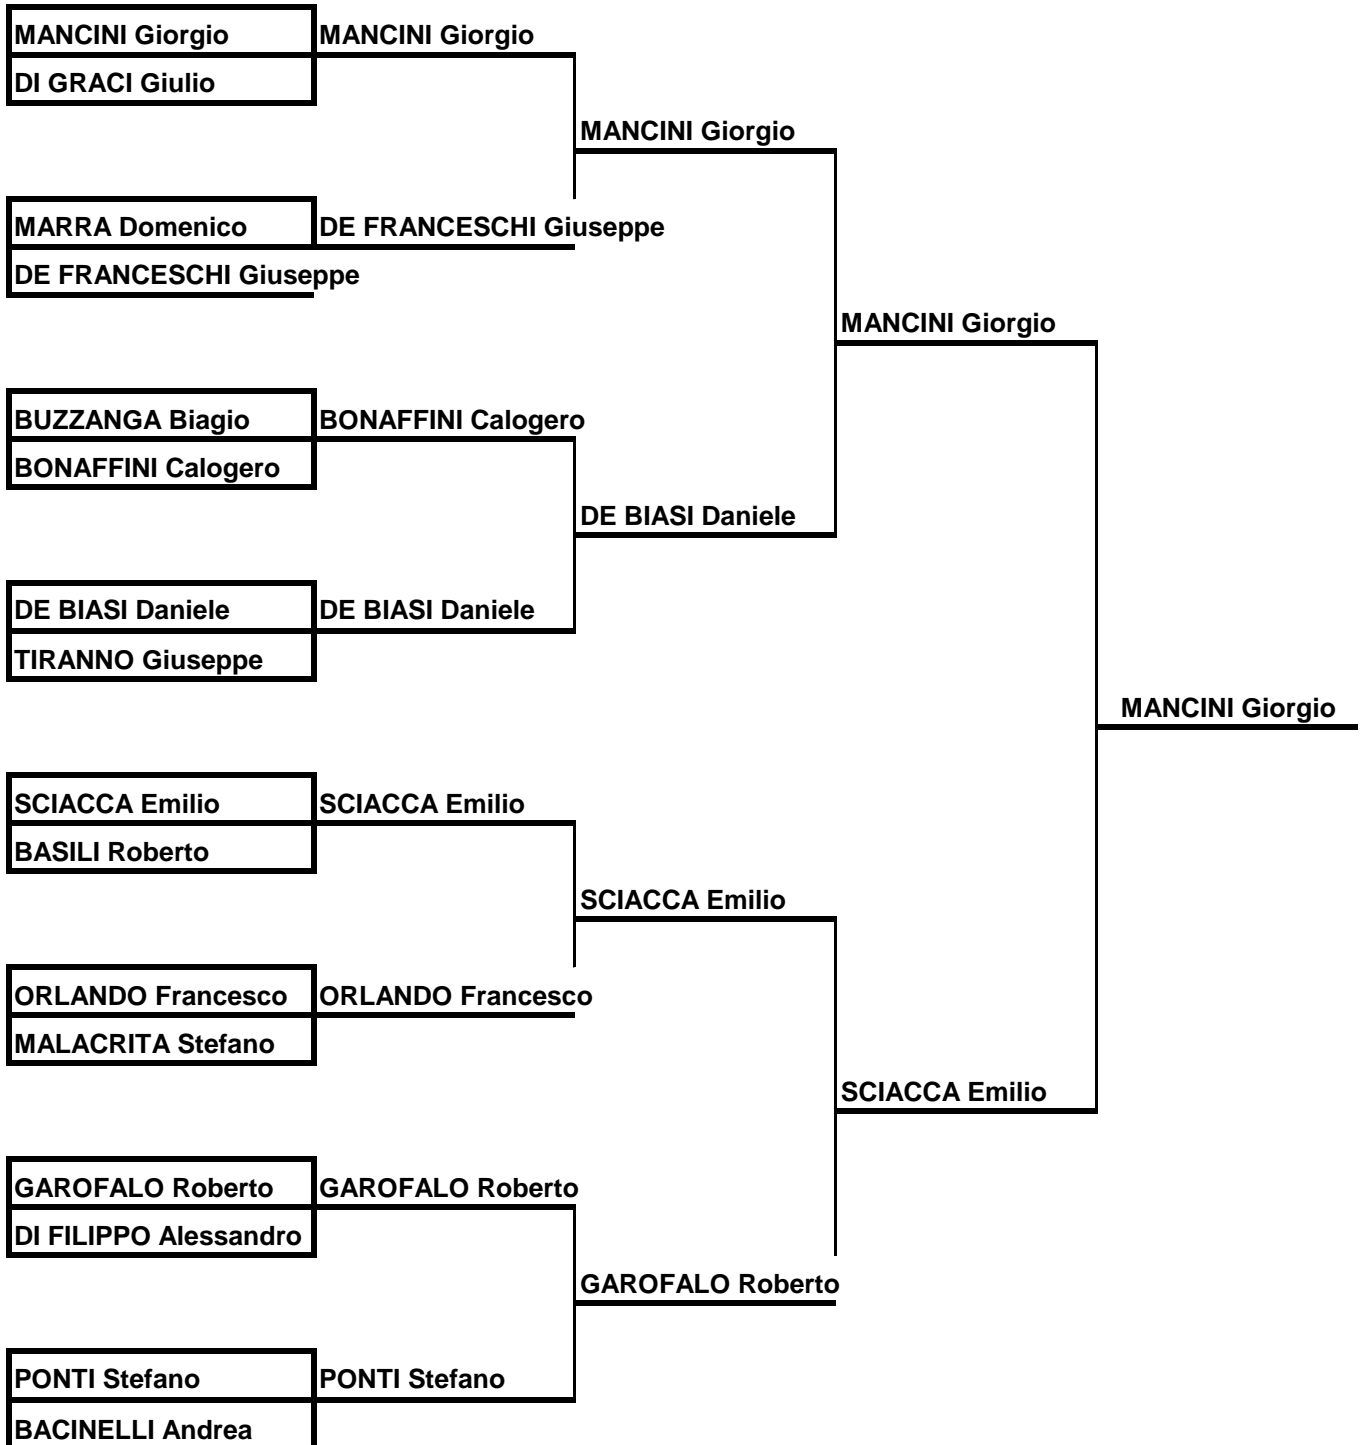 MANCINI Giorgio MANCINI Giorgio
DI GRACI Giulio
MANCINI Giorgio
MARRA Domenico DE FRANCESCHI Giuseppe
DE FRANCESCHI Giuseppe
MANCINI Giorgio
BUZZANGA Biagio BONAFFINI Calogero
BONAFFINI Calogero
DE BIASI Daniele
DE BIASI Daniele DE BIASI Daniele
TIRANNO Giuseppe
MANCINI Giorgio
SCIACCA Emilio SCIACCA Emilio
BASILI Roberto
SCIACCA Emilio
ORLANDO Francesco ORLANDO Francesco
MALACRITA Stefano
SCIACCA Emilio
GAROFALO Roberto GAROFALO Roberto
DI FILIPPO Alessandro
GAROFALO Roberto
PONTI Stefano PONTI Stefano
BACINELLI Andrea